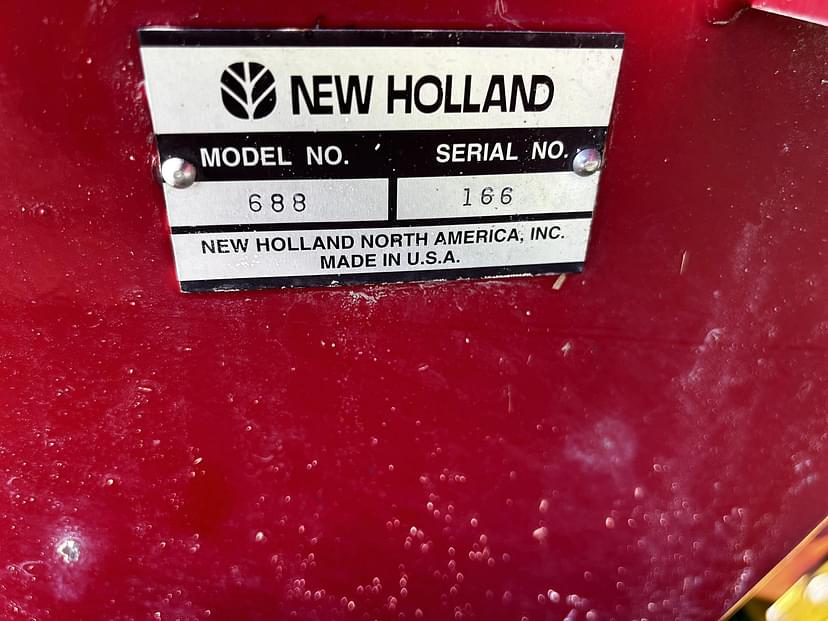 NEW HOLLAND
MODEL NO. SERIAL NO.
688 166
NEW HOLLAND NORTH AMERICA, INC.
MADE IN U.S.A.